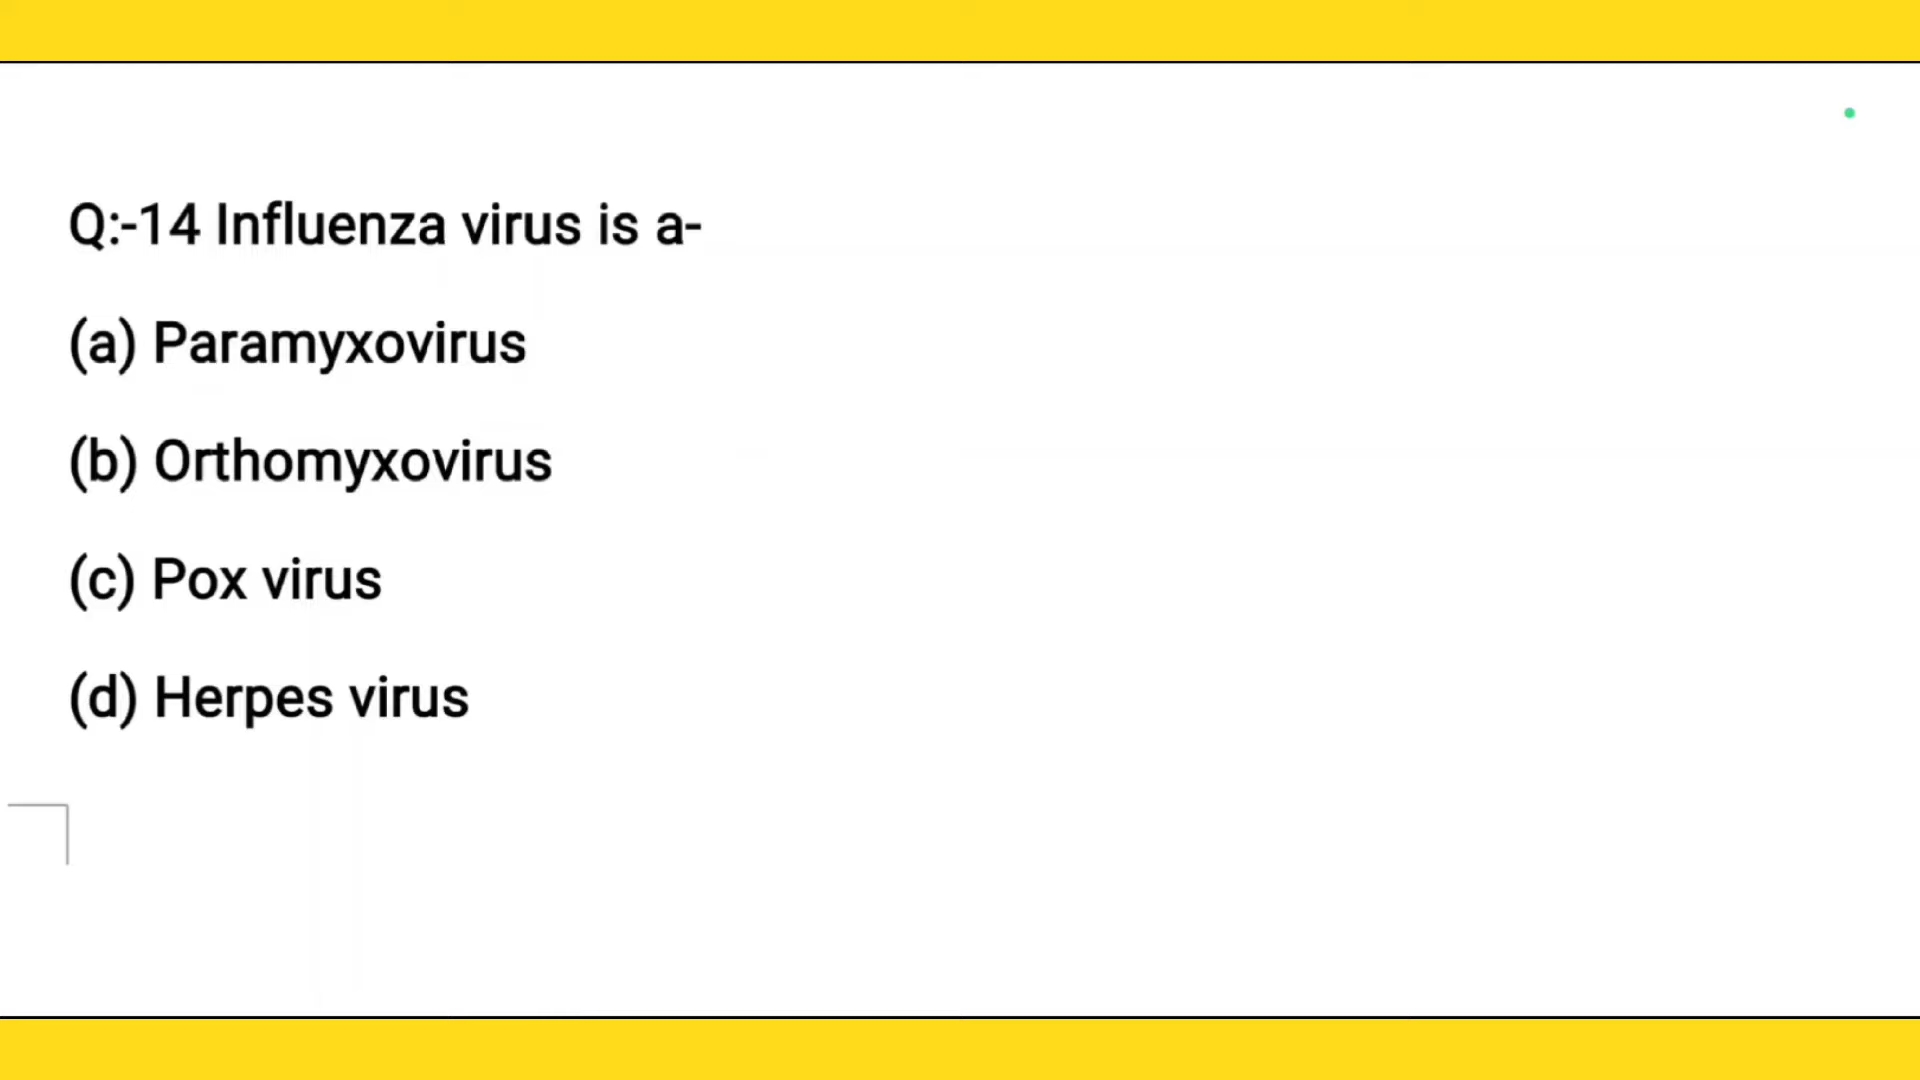 Q:-14 Influenza virus is a-
(a) Paramyxovirus
(b) Orthomyxovirus
(c) Pox virus
(d) Herpes virus